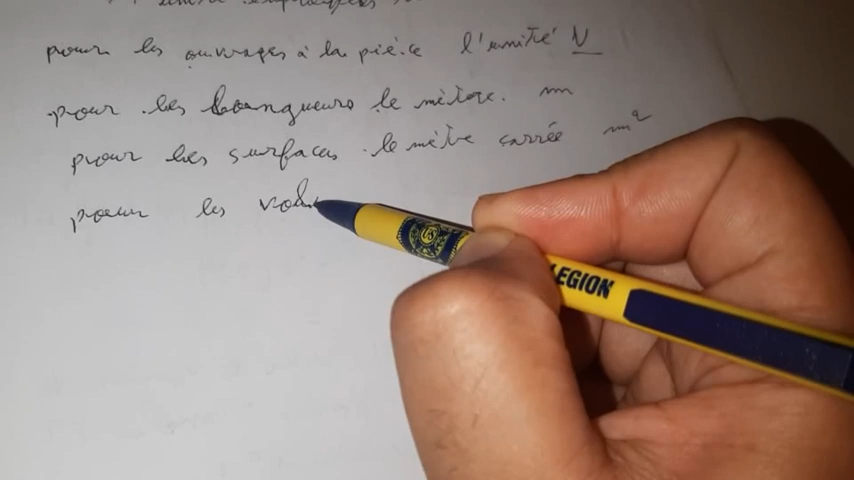 pour les ouvrages à la pièce l'unité U
pour les longueurs le mètre. m
pour les surfaces le mètre carrée m²
pour les volu
LEGION